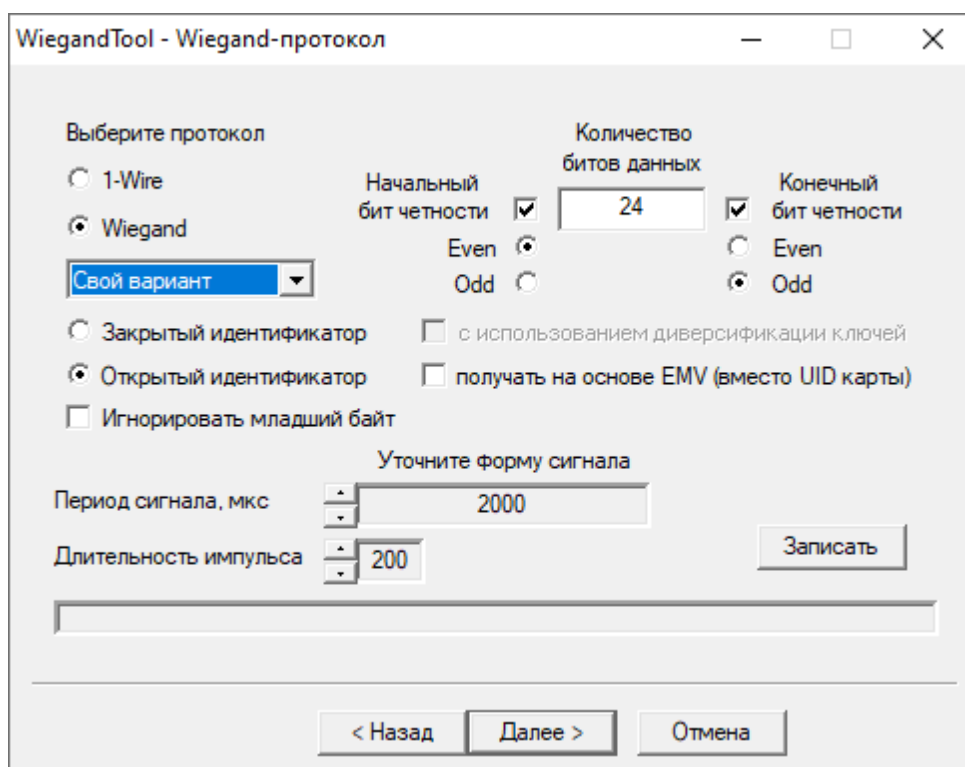 WiegandTool - Wiegand-протокол
Выберите протокол
1-Wire
Wiegand
Свой вариант
Начальный
бит четности
Even
Odd
Количество
битов данных
24
Конечный
бит четности
Even
Odd
Закрытый идентификатор
с использованием диверсификации ключей
Открытый идентификатор
получать на основе EMV (вместо UID карты)
Игнорировать младший байт
Уточните форму сигнала
Период сигнала, мкс
2000
Длительность импульса
200
Записать
< Назад
Далее >
Отмена